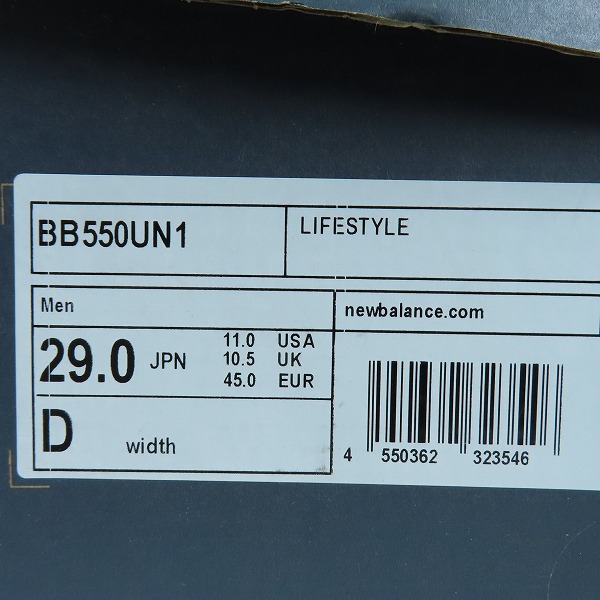 BB550UN1 LIFESTYLE
Men newbalance.com
29.0 JPN
11.0 USA
10.5 UK
45.0 EUR
D width
4 550362 323546